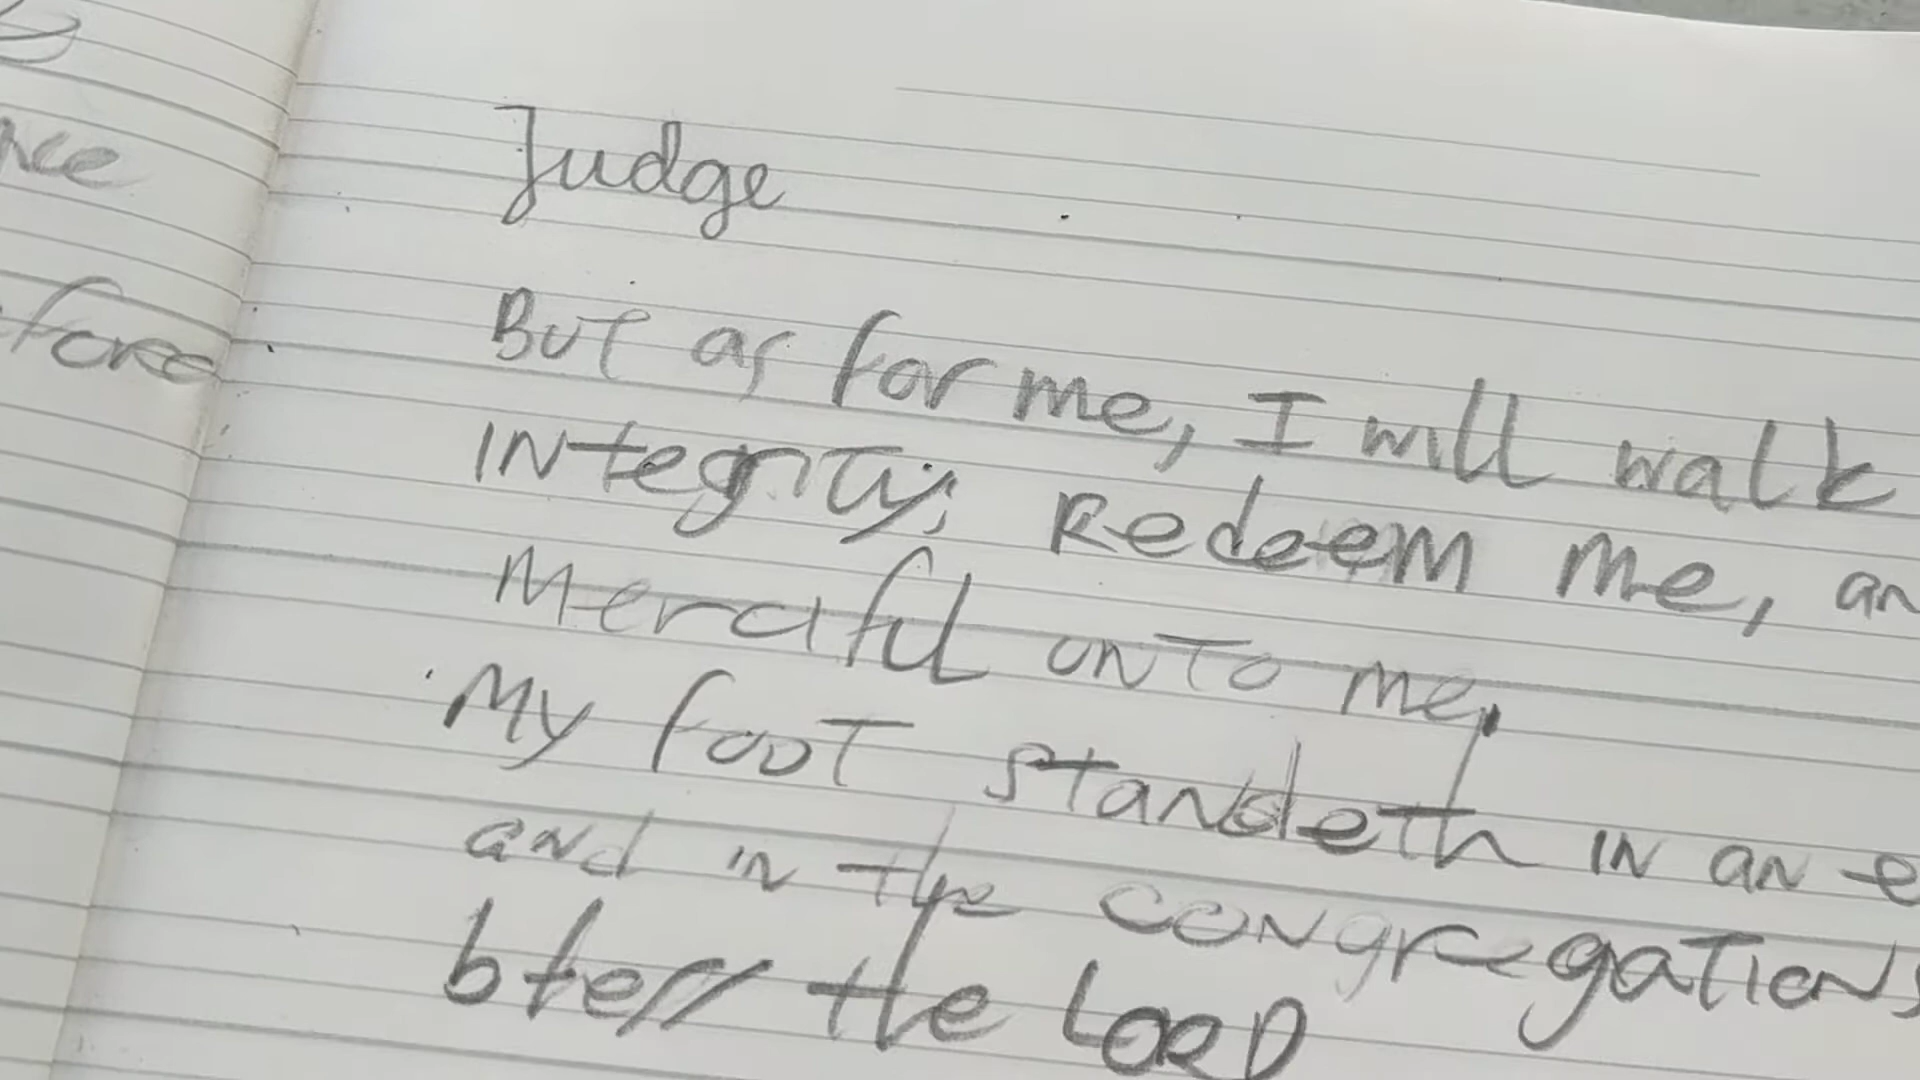 nce
Judge
But as for me, I will walk
integrity; Redeem me, an
Merciful unto me,
My foot standeth in an e
and in the congregations
bless the LORD